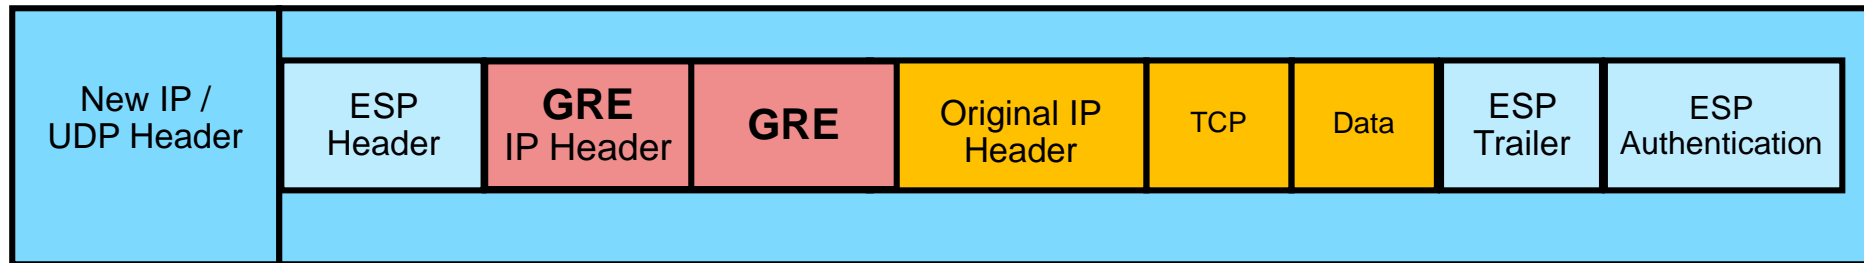 New IP /
UDP Header
ESP
Header
GRE
IP Header
GRE
Original IP
Header
TCP
Data
ESP
Trailer
ESP
Authentication